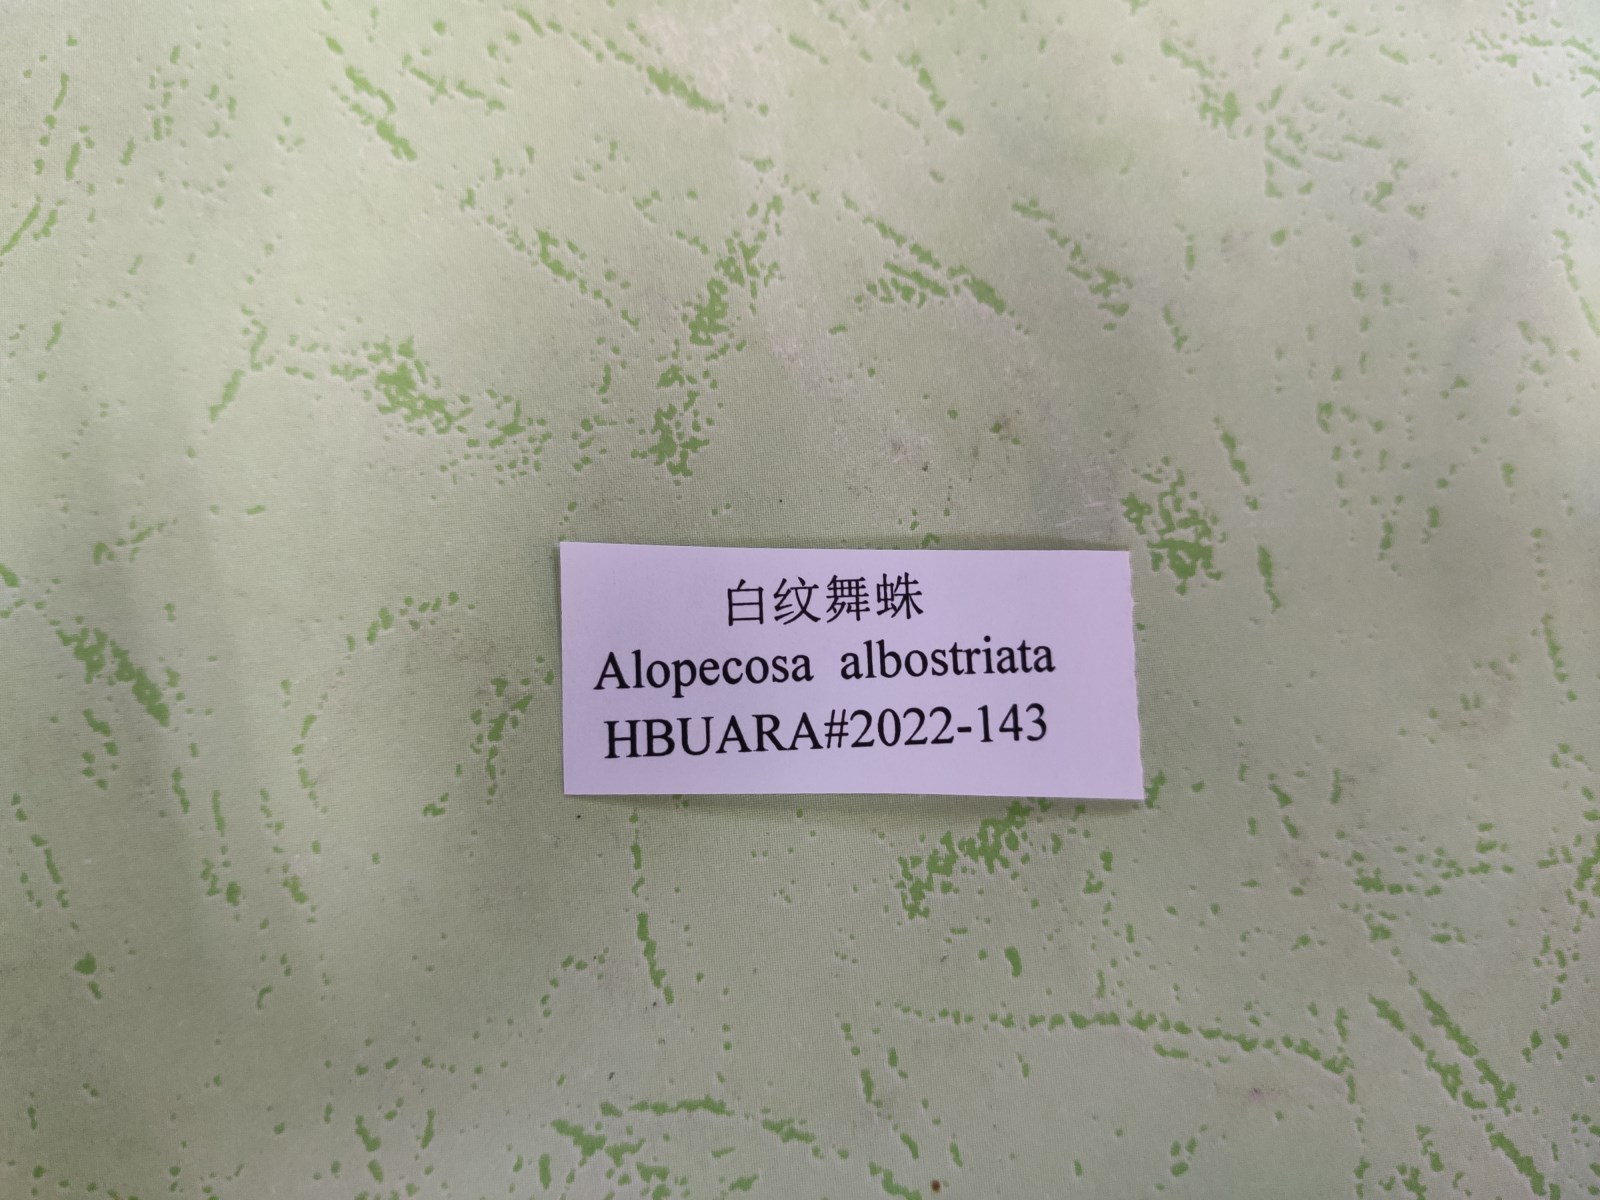 白纹舞蛛
Alopecosa albostriata
HBUARA#2022-143